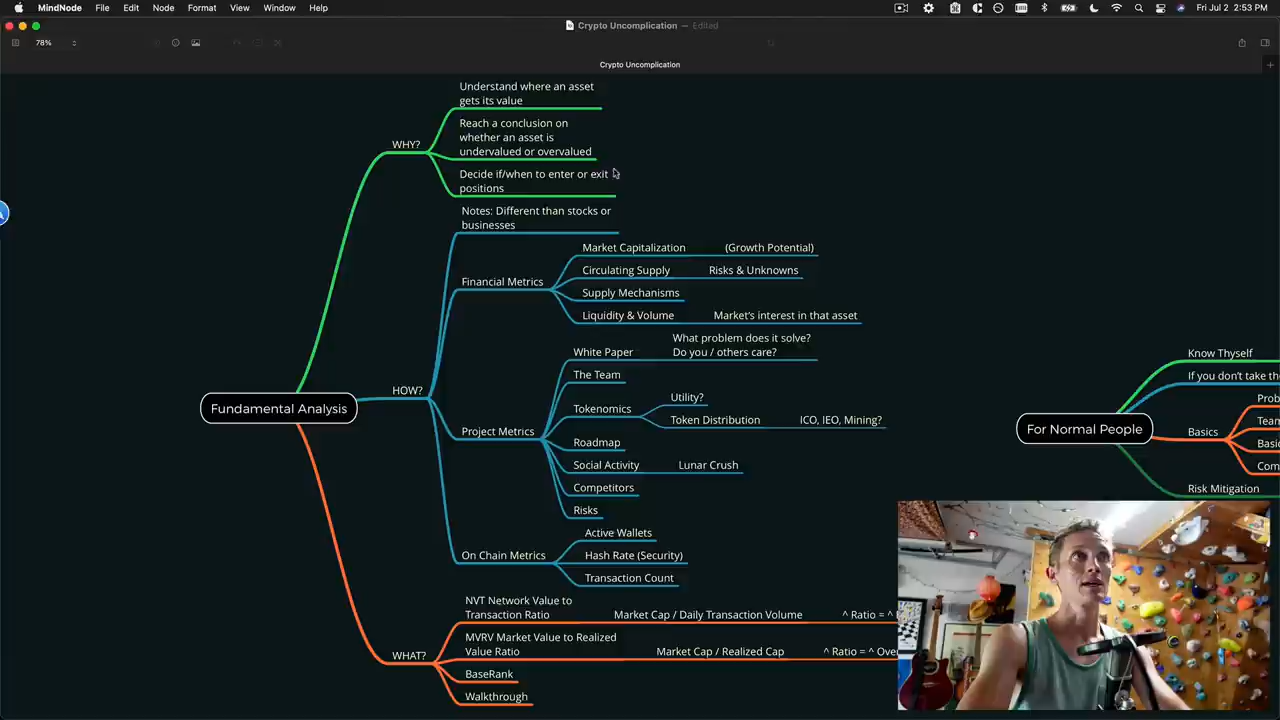 MindNode File Edit Node Format View Window Help Fri Jul 2 2:53 PM
Crypto Uncomplication — Edited
78%
Crypto Uncomplication
Fundamental Analysis
WHY?
Understand where an asset
gets its value
Reach a conclusion on
whether an asset is
undervalued or overvalued
Decide if/when to enter or exit
positions
HOW?
Notes: Different than stocks or
businesses
Financial Metrics
Market Capitalization (Growth Potential)
Circulating Supply Risks & Unknowns
Supply Mechanisms
Liquidity & Volume Market's interest in that asset
Project Metrics
White Paper
What problem does it solve?
Do you / others care?
The Team
Tokenomics
Utility?
Token Distribution ICO, IEO, Mining?
Roadmap
Social Activity Lunar Crush
Competitors
Risks
On Chain Metrics
Active Wallets
Hash Rate (Security)
Transaction Count
WHAT?
NVT Network Value to
Transaction Ratio
Market Cap / Daily Transaction Volume ^ Ratio = ^
MVRV Market Value to Realized
Value Ratio
Market Cap / Realized Cap ^ Ratio = ^ Ove
BaseRank
Walkthrough
For Normal People
Know Thyself
If you don't take the
Basics
Prob
Team
Basi
Com
Risk Mitigation